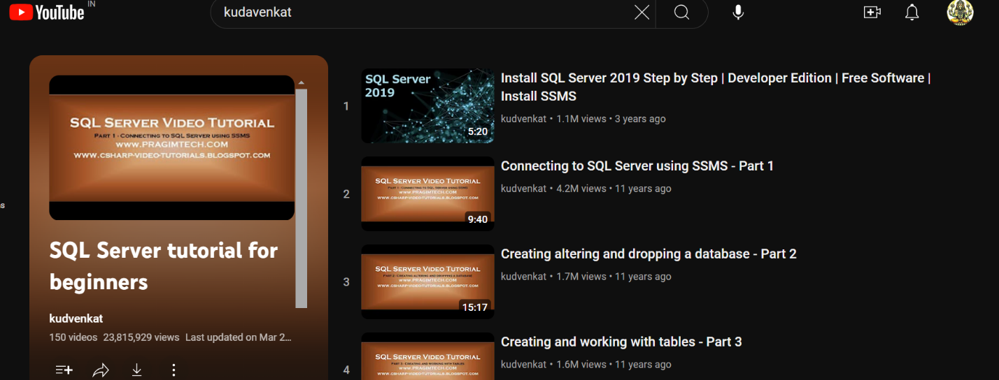 YouTube IN
kudavenkat
SQL SERVER VIDEO TUTORIAL
PART 1 - CONNECTING TO SQL SERVER USING SSMS
WWW.PRAGIMTECH.COM
WWW.CSHARP-VIDEO-TUTORIALS.BLOGSPOT.COM
SQL Server tutorial for
beginners
kudvenkat
150 videos 23,815,929 views Last updated on Mar 2...
1
SQL Server
2019
5:20
Install SQL Server 2019 Step by Step | Developer Edition | Free Software |
Install SSMS
kudvenkat • 1.1M views • 3 years ago
2
SQL SERVER VIDEO TUTORIAL
PART 1 - CONNECTING TO SQL SERVER USING SSMS
WWW.PRAGIMTECH.COM
WWW.CSHARP-VIDEO-TUTORIALS.BLOGSPOT.COM
9:40
Connecting to SQL Server using SSMS - Part 1
kudvenkat • 4.2M views • 11 years ago
3
SQL SERVER VIDEO TUTORIAL
PART 2 - CREATING ALTERING AND DROPPING A DATABASE
WWW.PRAGIMTECH.COM
WWW.CSHARP-VIDEO-TUTORIALS.BLOGSPOT.COM
15:17
Creating altering and dropping a database - Part 2
kudvenkat • 1.7M views • 11 years ago
4
SQL SERVER VIDEO TUTORIAL
PART 3 - CREATING AND WORKING WITH TABLES
WWW.PRAGIMTECH.COM
WWW.CSHARP-VIDEO-TUTORIALS.BLOGSPOT.COM
Creating and working with tables - Part 3
kudvenkat • 1.6M views • 11 years ago